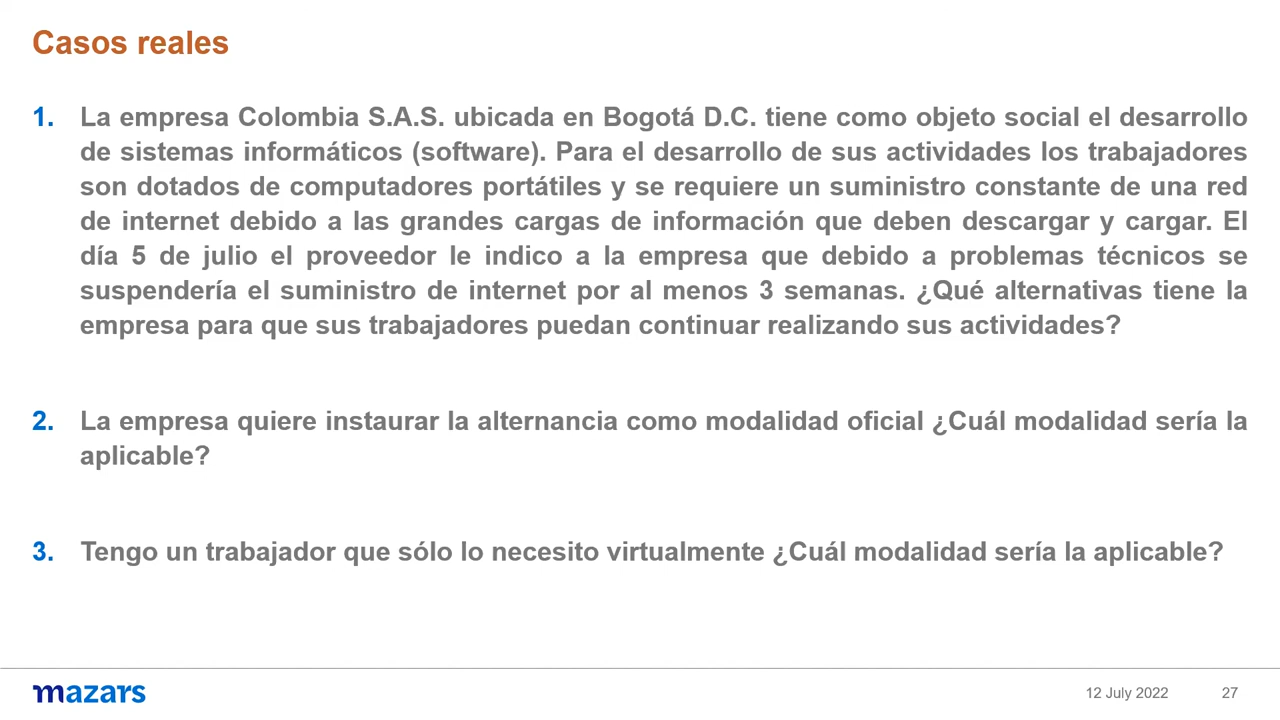 Casos reales
1. La empresa Colombia S.A.S. ubicada en Bogotá D.C. tiene como objeto social el desarrollo
de sistemas informáticos (software). Para el desarrollo de sus actividades los trabajadores
son dotados de computadores portátiles y se requiere un suministro constante de una red
de internet debido a las grandes cargas de información que deben descargar y cargar. El
día 5 de julio el proveedor le indico a la empresa que debido a problemas técnicos se
suspendería el suministro de internet por al menos 3 semanas. ¿Qué alternativas tiene la
empresa para que sus trabajadores puedan continuar realizando sus actividades?
2. La empresa quiere instaurar la alternancia como modalidad oficial ¿Cuál modalidad sería la
aplicable?
3. Tengo un trabajador que sólo lo necesito virtualmente ¿Cuál modalidad sería la aplicable?
mazars
12 July 2022
27